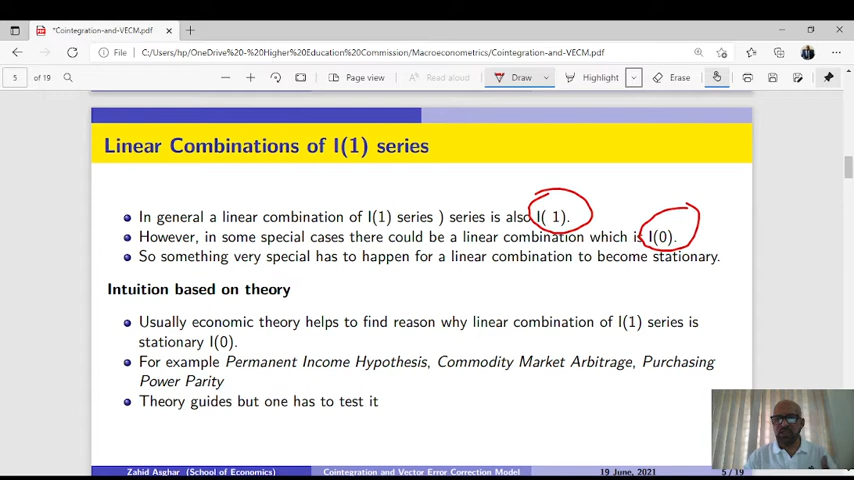 *Cointegration-and-VECM.pdf
File
C:/Users/hp/OneDrive%20-%20Higher%20Education%20Commission/Macroeconometrics/Cointegration-and-VECM.pdf
5 of 19
Page view
Read aloud
Draw
Highlight
Erase
Linear Combinations of I(1) series
In general a linear combination of I(1) series ) series is also I( 1).
However, in some special cases there could be a linear combination which is I(0).
So something very special has to happen for a linear combination to become stationary.
Intuition based on theory
Usually economic theory helps to find reason why linear combination of I(1) series is
stationary I(0).
For example Permanent Income Hypothesis, Commodity Market Arbitrage, Purchasing
Power Parity
Theory guides but one has to test it
Zahid Asghar (School of Economics)
Cointegration and Vector Error Correction Model
19 June, 2021
5 / 19